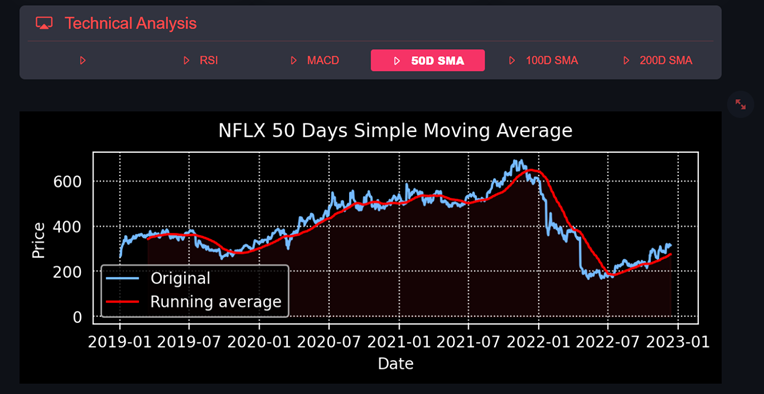 Technical Analysis
RSI MACD 50D SMA 100D SMA 200D SMA
NFLX 50 Days Simple Moving Average
600
400
200
0
Price
Original
Running average
2019-01 2019-07 2020-01 2020-07 2021-01 2021-07 2022-01 2022-07 2023-01
Date